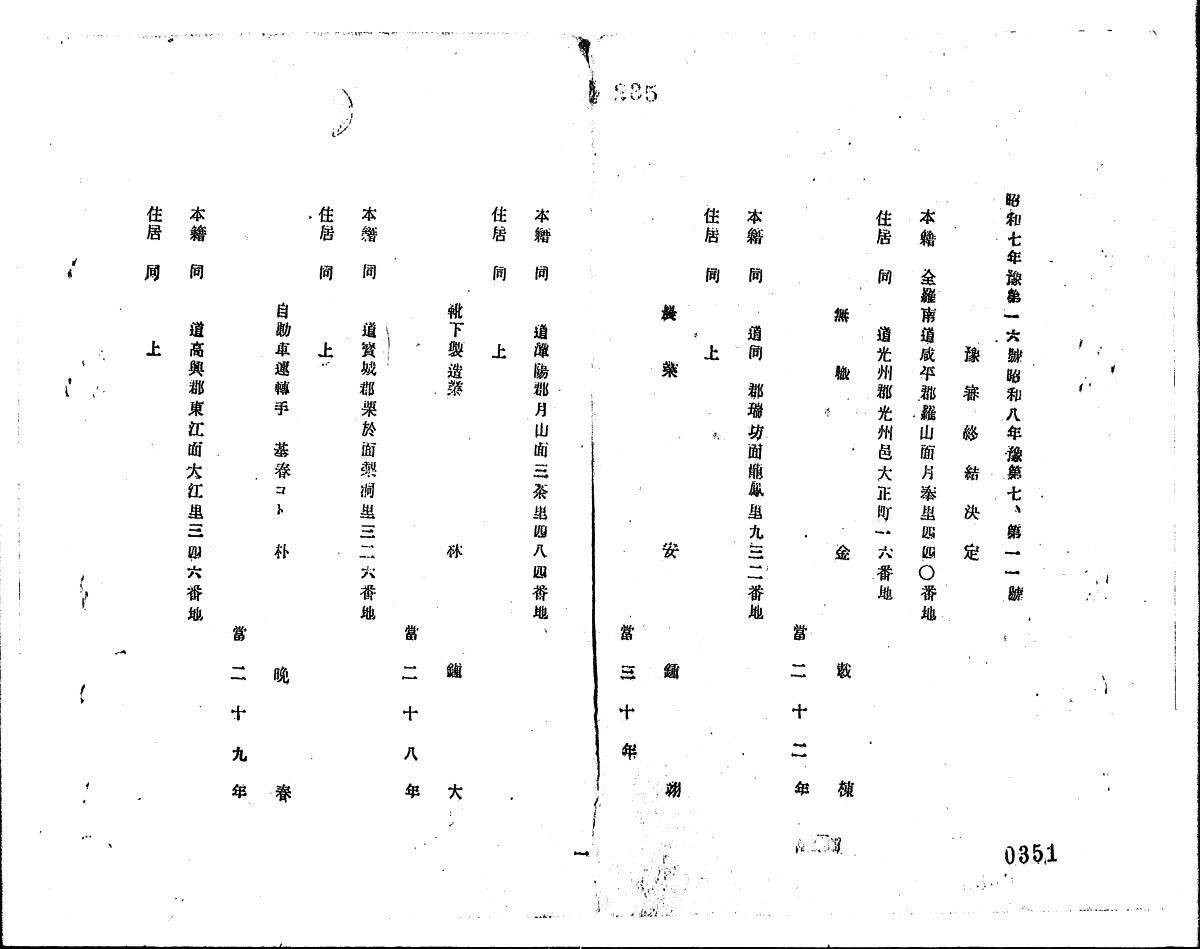 335
昭和七年豫第一六號昭和八年豫第七、第一一號
豫審終結決定
本籍 全羅南道咸平郡羅山面月奉里四四〇番地
住居 同 道光州郡光州邑大正町一六番地
無職 金 㪲 棟
當二十二年
本籍 同 道同 郡瑞坊面龍鳳里九三二番地
住居 同 上
農業 安 鍾 翊
當三十年
本籍 同 道潭陽郡月山面三茶里四八四番地
住居 同 上
靴下製造業 林 鍾 大
當二十八年
本籍 同 道寳城郡栗於面梨洞里三二六番地
住居 同 上
自動車運轉手 基春コト 朴 晩 春
當二十九年
本籍 同 道高興郡東江面大江里三四六番地
住居 同 上
一
0351